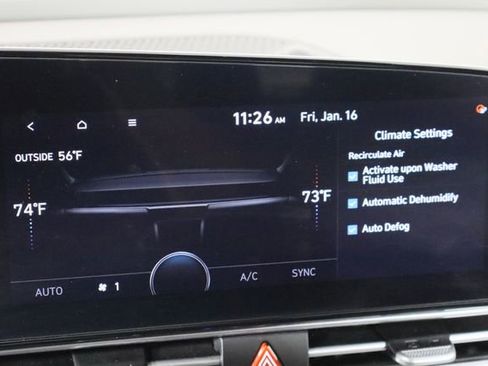 11:26 AM Fri, Jan. 16
Climate Settings
OUTSIDE 56°F
Recirculate Air
Activate upon Washer
Fluid Use
74°F
73°F
Automatic Dehumidify
Auto Defog
AUTO 1 A/C SYNC